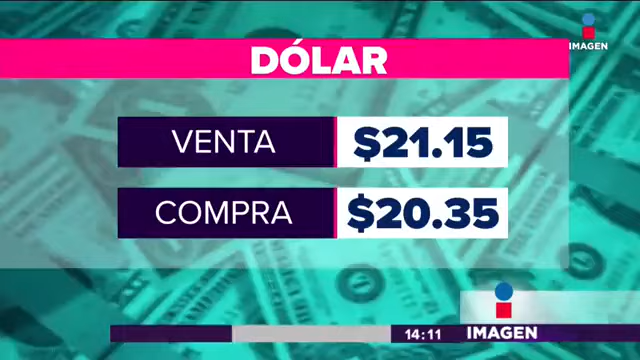 IMAGEN
DÓLAR
VENTA $21.15
COMPRA $20.35
14:11 IMAGEN